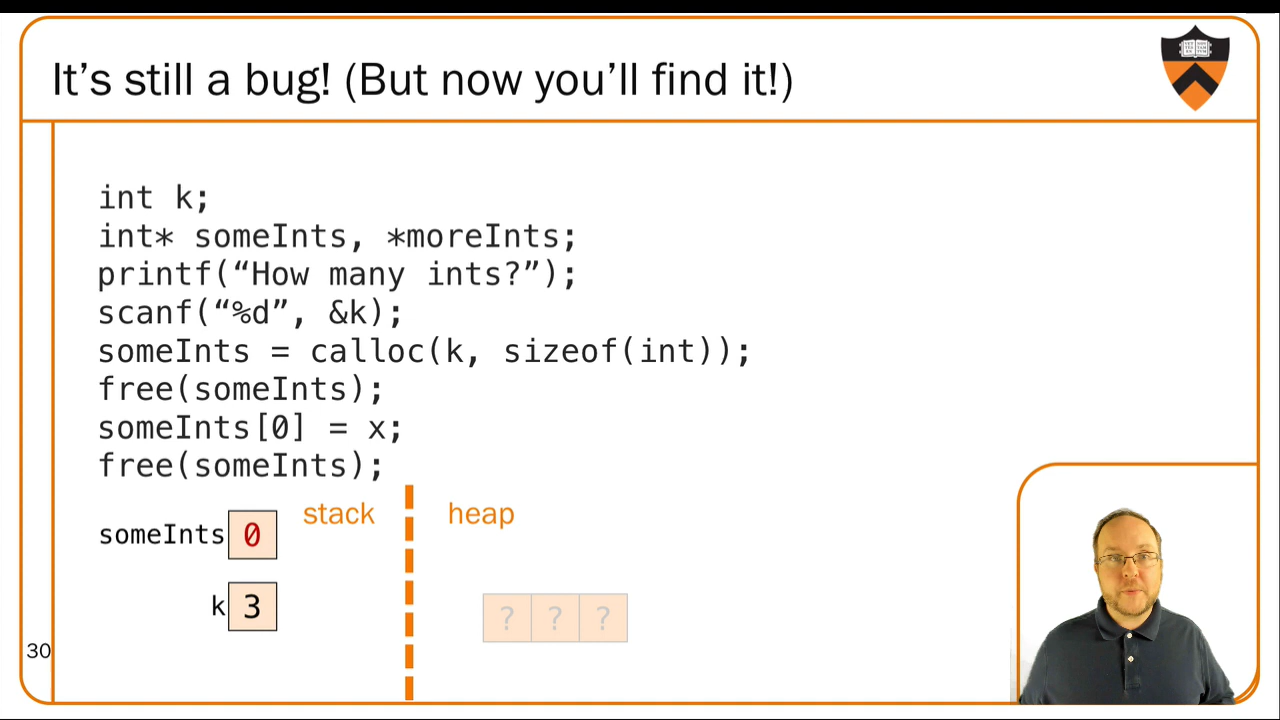 It’s still a bug! (But now you’ll find it!)
int k;
int* someInts, *moreInts;
printf(“How many ints?”);
scanf(“%d”, &k);
someInts = calloc(k, sizeof(int));
free(someInts);
someInts[0] = x;
free(someInts);
stack heap
someInts 0
k 3
? ? ?
30